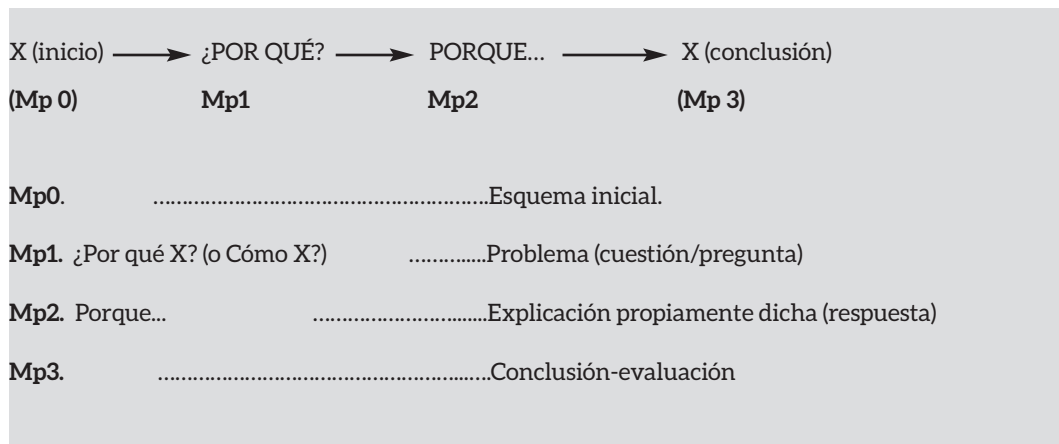 X (inicio) ¿POR QUÉ? PORQUE... X (conclusión)
(Mp 0) Mp1 Mp2 (Mp 3)
Mp0. ......................................................Esquema inicial.
Mp1. ¿Por qué X? (o Cómo X?) ..............Problema (cuestión/pregunta)
Mp2. Porque... .............................Explicación propiamente dicha (respuesta)
Mp3. ......................................................Conclusión-evaluación